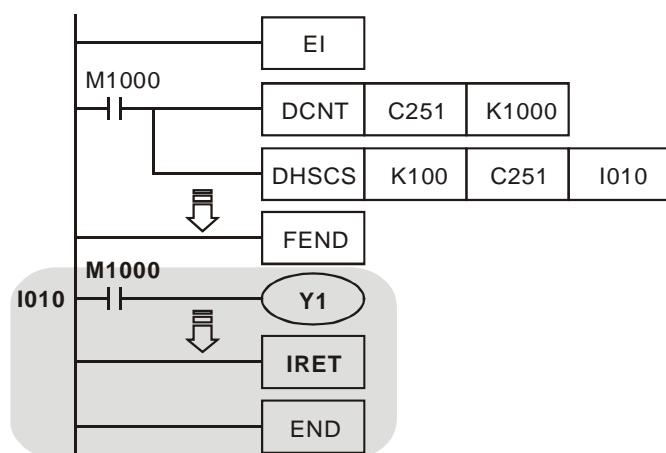 EI
M1000
DCNT C251 K1000
DHSCS K100 C251 I010
FEND
M1000
I010 Y1
IRET
END